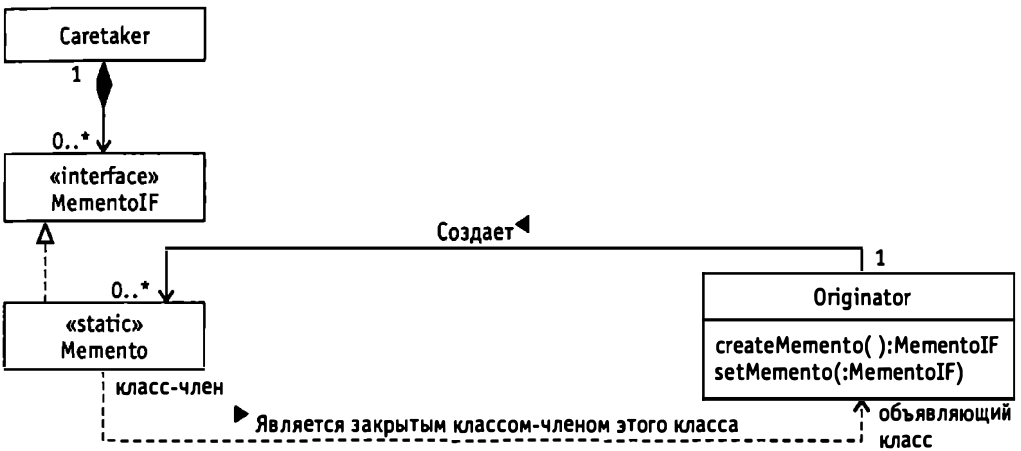 Caretaker
1
0..*
«interface»
MementoIF
Создает
1
0..*
«static»
Memento
Originator
createMemento( ):MementoIF
setMemento(:MementoIF)
класс-член
Является закрытым классом-членом этого класса
объявляющий
класс